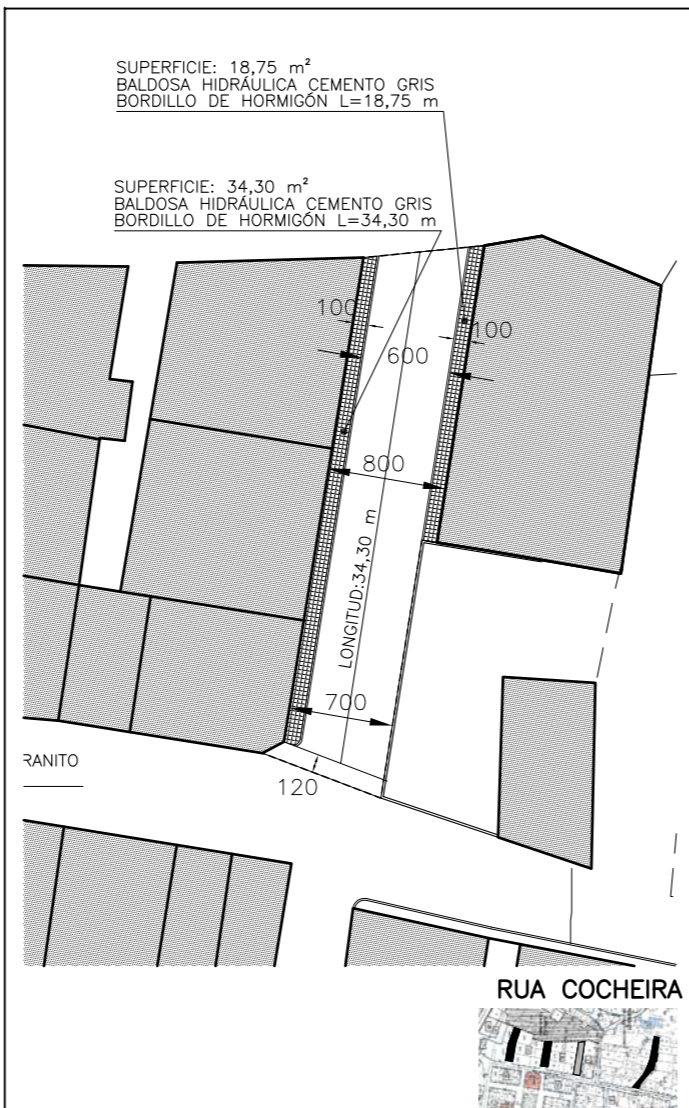 SUPERFICIE: 18,75 m²
BALDOSA HIDRÁULICA CEMENTO GRIS
BORDILLO DE HORMIGÓN L=18,75 m
SUPERFICIE: 34,30 m²
BALDOSA HIDRÁULICA CEMENTO GRIS
BORDILLO DE HORMIGÓN L=34,30 m
100
100
600
800
LONGITUD:34,30 m
700
RANITO
120
RUA COCHEIRA